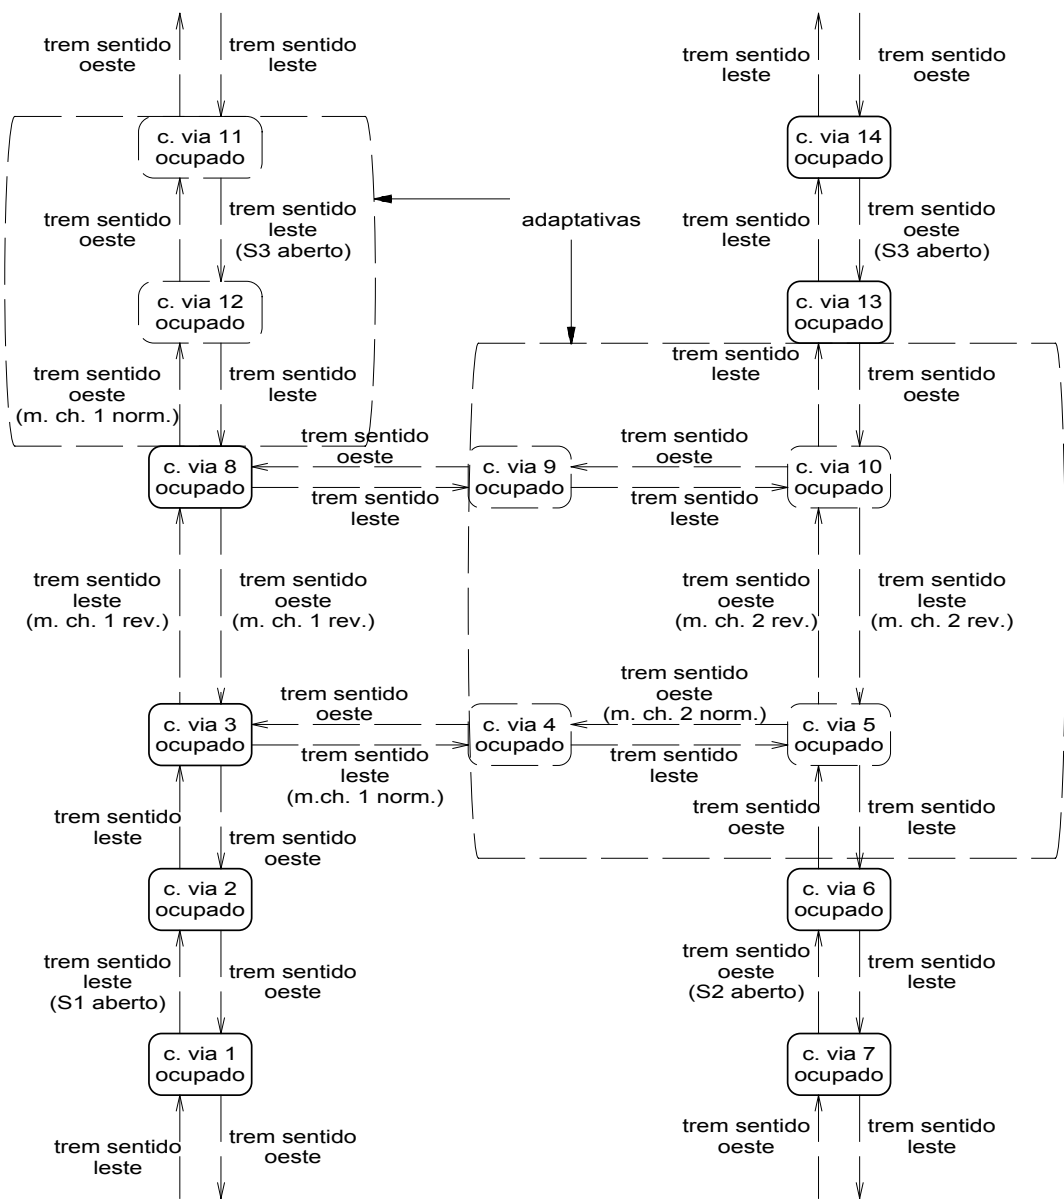 trem sentido
oeste
trem sentido
leste
trem sentido
leste
trem sentido
oeste
c. via 11
ocupado
c. via 14
ocupado
adaptativas
trem sentido
oeste
trem sentido
leste
(S3 aberto)
trem sentido
leste
trem sentido
oeste
(S3 aberto)
c. via 12
ocupado
c. via 13
ocupado
trem sentido
oeste
(m. ch. 1 norm.)
trem sentido
leste
trem sentido
leste
trem sentido
oeste
trem sentido
oeste
trem sentido
oeste
c. via 8
ocupado
c. via 9
ocupado
c. via 10
ocupado
trem sentido
leste
trem sentido
leste
trem sentido
leste
(m. ch. 1 rev.)
trem sentido
oeste
(m. ch. 1 rev.)
trem sentido
oeste
(m. ch. 2 rev.)
trem sentido
leste
(m. ch. 2 rev.)
trem sentido
oeste
trem sentido
oeste
(m. ch. 2 norm.)
c. via 3
ocupado
c. via 4
ocupado
c. via 5
ocupado
trem sentido
leste
(m.ch. 1 norm.)
trem sentido
leste
trem sentido
leste
trem sentido
oeste
trem sentido
oeste
trem sentido
leste
c. via 2
ocupado
c. via 6
ocupado
trem sentido
leste
(S1 aberto)
trem sentido
oeste
trem sentido
oeste
(S2 aberto)
trem sentido
leste
c. via 1
ocupado
c. via 7
ocupado
trem sentido
leste
trem sentido
oeste
trem sentido
oeste
trem sentido
leste